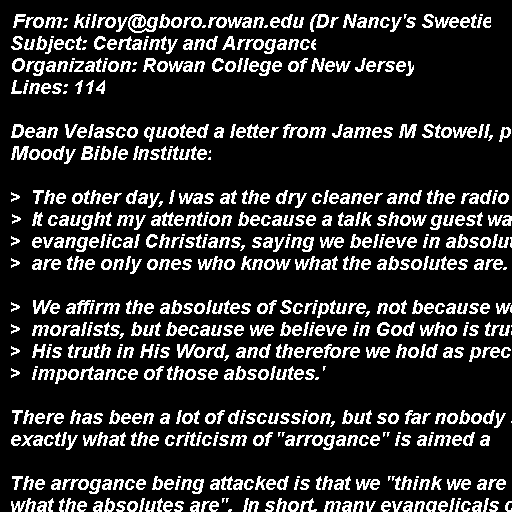 From: kilroy@gboro.rowan.edu (Dr Nancy's Sweetie
Subject: Certainty and Arrogance
Organization: Rowan College of New Jersey
Lines: 114
Dean Velasco quoted a letter from James M Stowell, p
Moody Bible Institute:
> The other day, I was at the dry cleaner and the radio
> It caught my attention because a talk show guest wa
> evangelical Christians, saying we believe in absolut
> are the only ones who know what the absolutes are.
> We affirm the absolutes of Scripture, not because we
> moralists, but because we believe in God who is tru
> His truth in His Word, and therefore we hold as prec
> importance of those absolutes.'
There has been a lot of discussion, but so far nobody
exactly what the criticism of "arrogance" is aimed a
The arrogance being attacked is that we "think we are
what the absolutes are". In short, many evangelicals